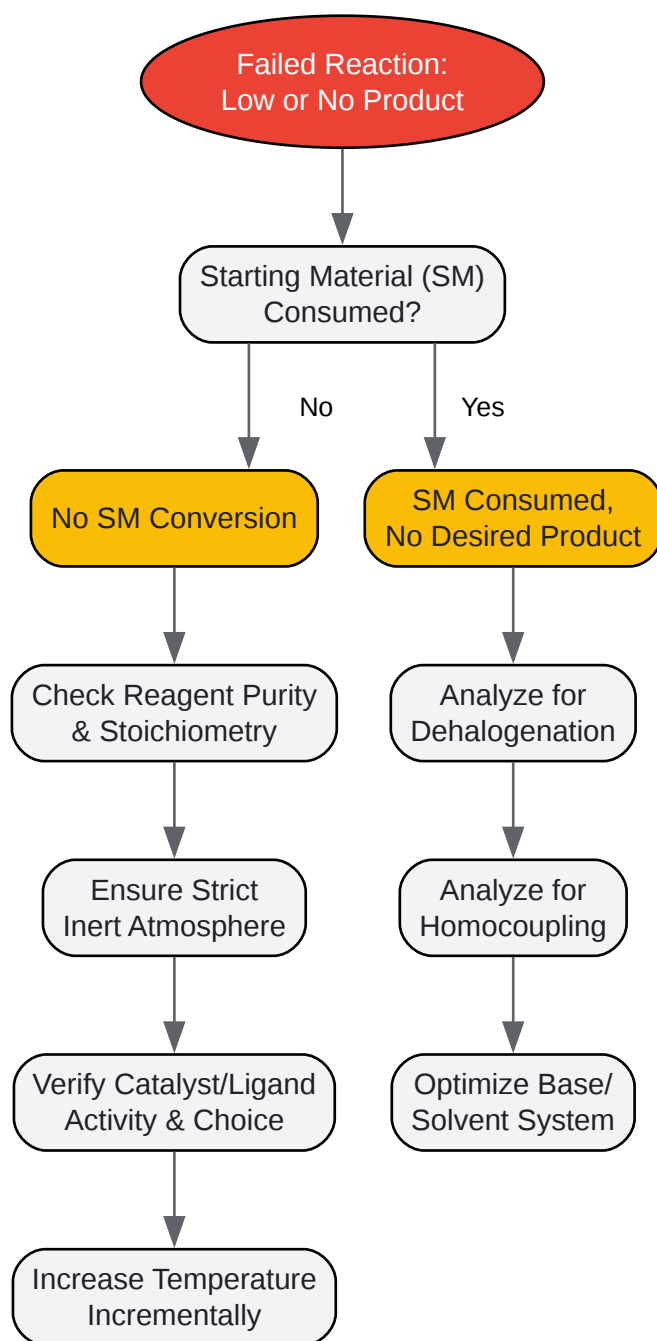 Failed Reaction:
Low or No Product
Starting Material (SM)
Consumed?
No
Yes
No SM Conversion
SM Consumed,
No Desired Product
Check Reagent Purity
& Stoichiometry
Analyze for
Dehalogenation
Ensure Strict
Inert Atmosphere
Analyze for
Homocoupling
Verify Catalyst/Ligand
Activity & Choice
Optimize Base/
Solvent System
Increase Temperature
Incrementally